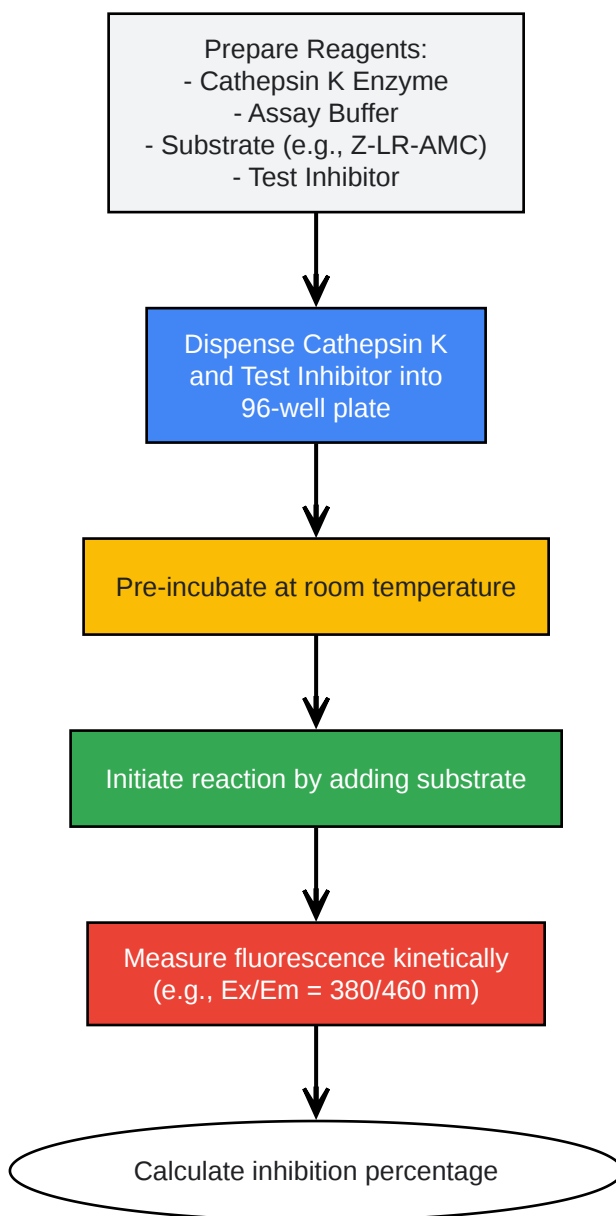 Prepare Reagents:
- Cathepsin K Enzyme
- Assay Buffer
- Substrate (e.g., Z-LR-AMC)
- Test Inhibitor
Dispense Cathepsin K
and Test Inhibitor into
96-well plate
Pre-incubate at room temperature
Initiate reaction by adding substrate
Measure fluorescence kinetically
(e.g., Ex/Em = 380/460 nm)
Calculate inhibition percentage